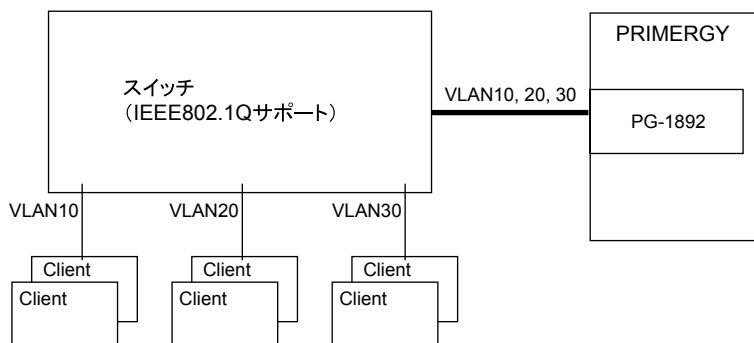 PRIMERGY
スイッチ
（IEEE802.1Qサポート）
VLAN10, 20, 30
PG-1892
VLAN10
VLAN20
VLAN30
Client
Client
Client
Client
Client
Client